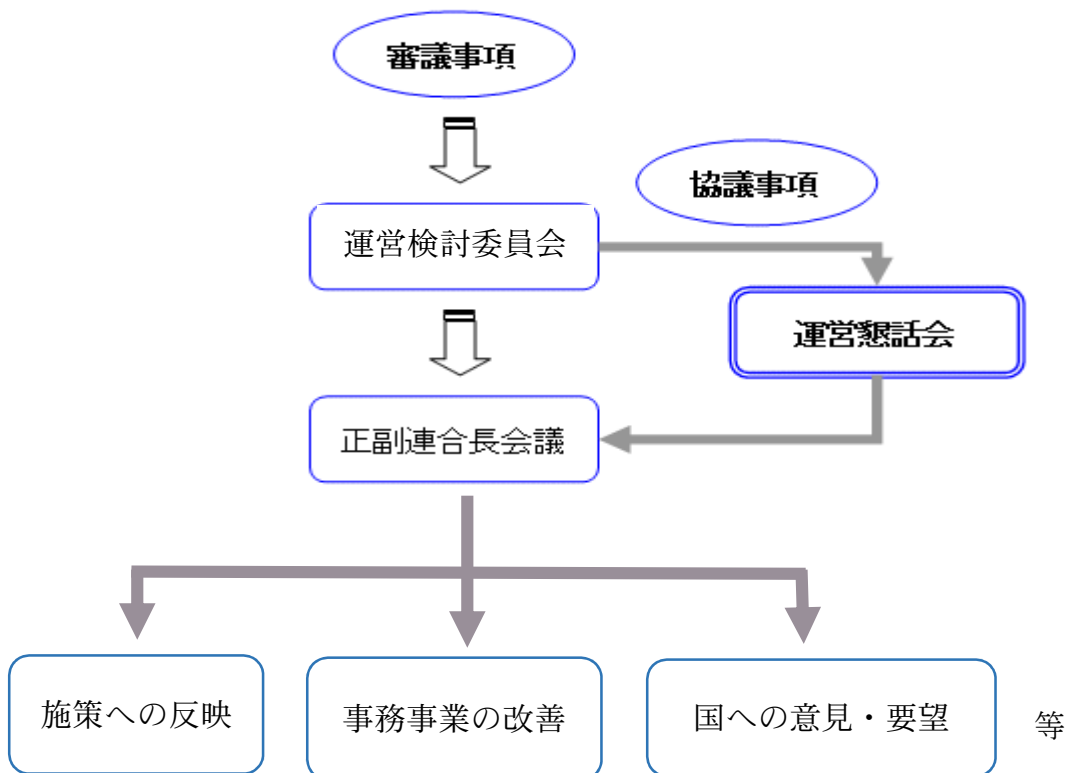 審議事項
協議事項
運営検討委員会
運営懇話会
正副連合長会議
施策への反映
事務事業の改善
国への意見・要望
等